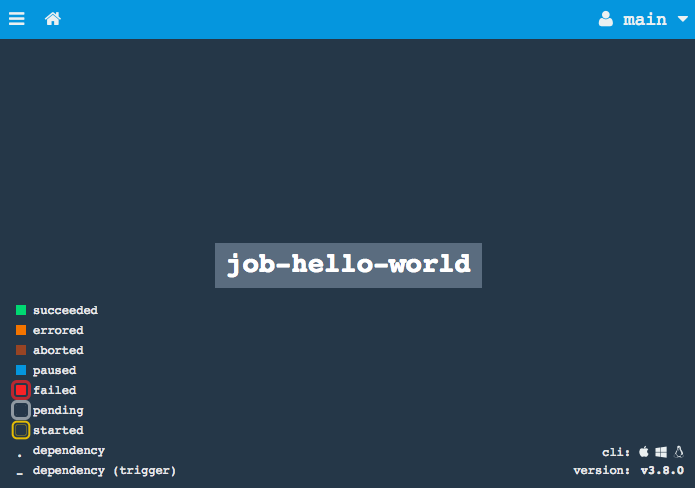 main
job-hello-world
succeeded
errored
aborted
paused
failed
pending
started
. dependency
– dependency (trigger)
cli:
version: v3.8.0